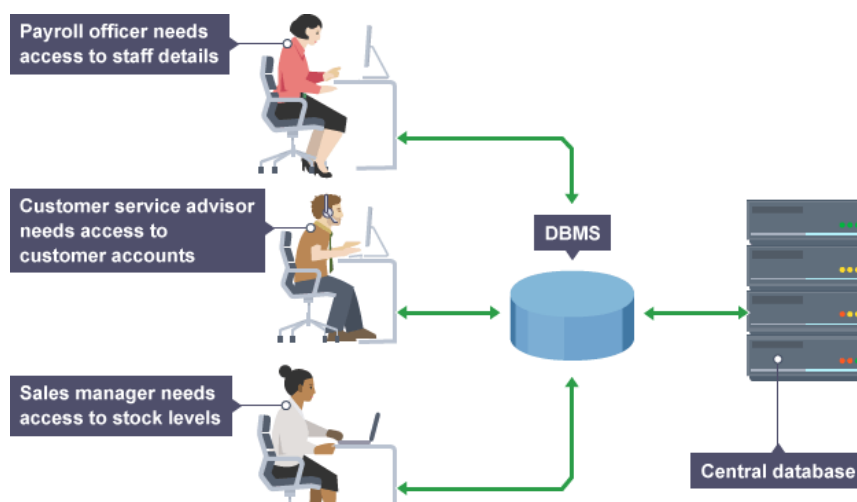 Payroll officer needs
access to staff details
Customer service advisor
needs access to
customer accounts
DBMS
Sales manager needs
access to stock levels
Central database